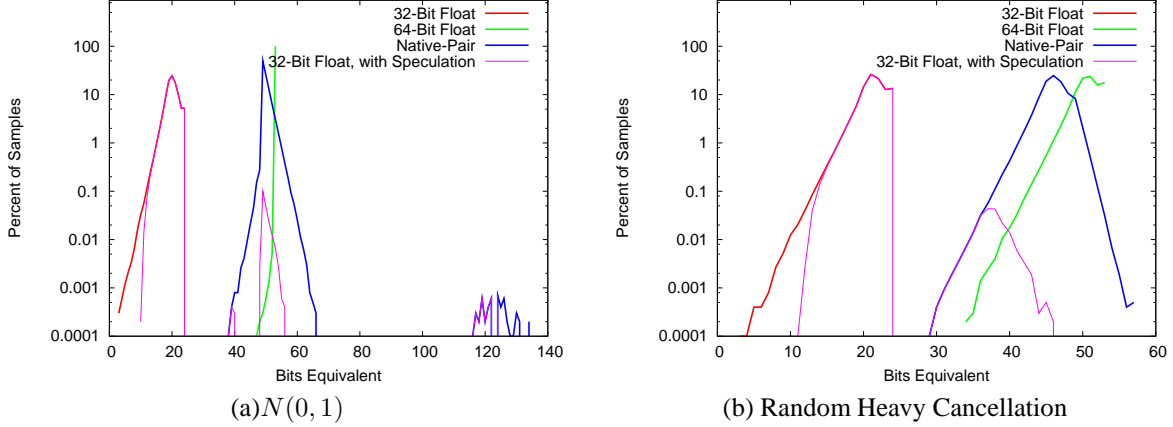 32-Bit Float
64-Bit Float
Native-Pair
32-Bit Float, with Speculation
Percent of Samples
100
10
1
0.1
0.01
0.001
0.0001
0 20 40 60 80 100 120 140
Bits Equivalent
(a)N(0, 1)
32-Bit Float
64-Bit Float
Native-Pair
32-Bit Float, with Speculation
Percent of Samples
100
10
1
0.1
0.01
0.001
0.0001
0 10 20 30 40 50 60
Bits Equivalent
(b) Random Heavy Cancellation